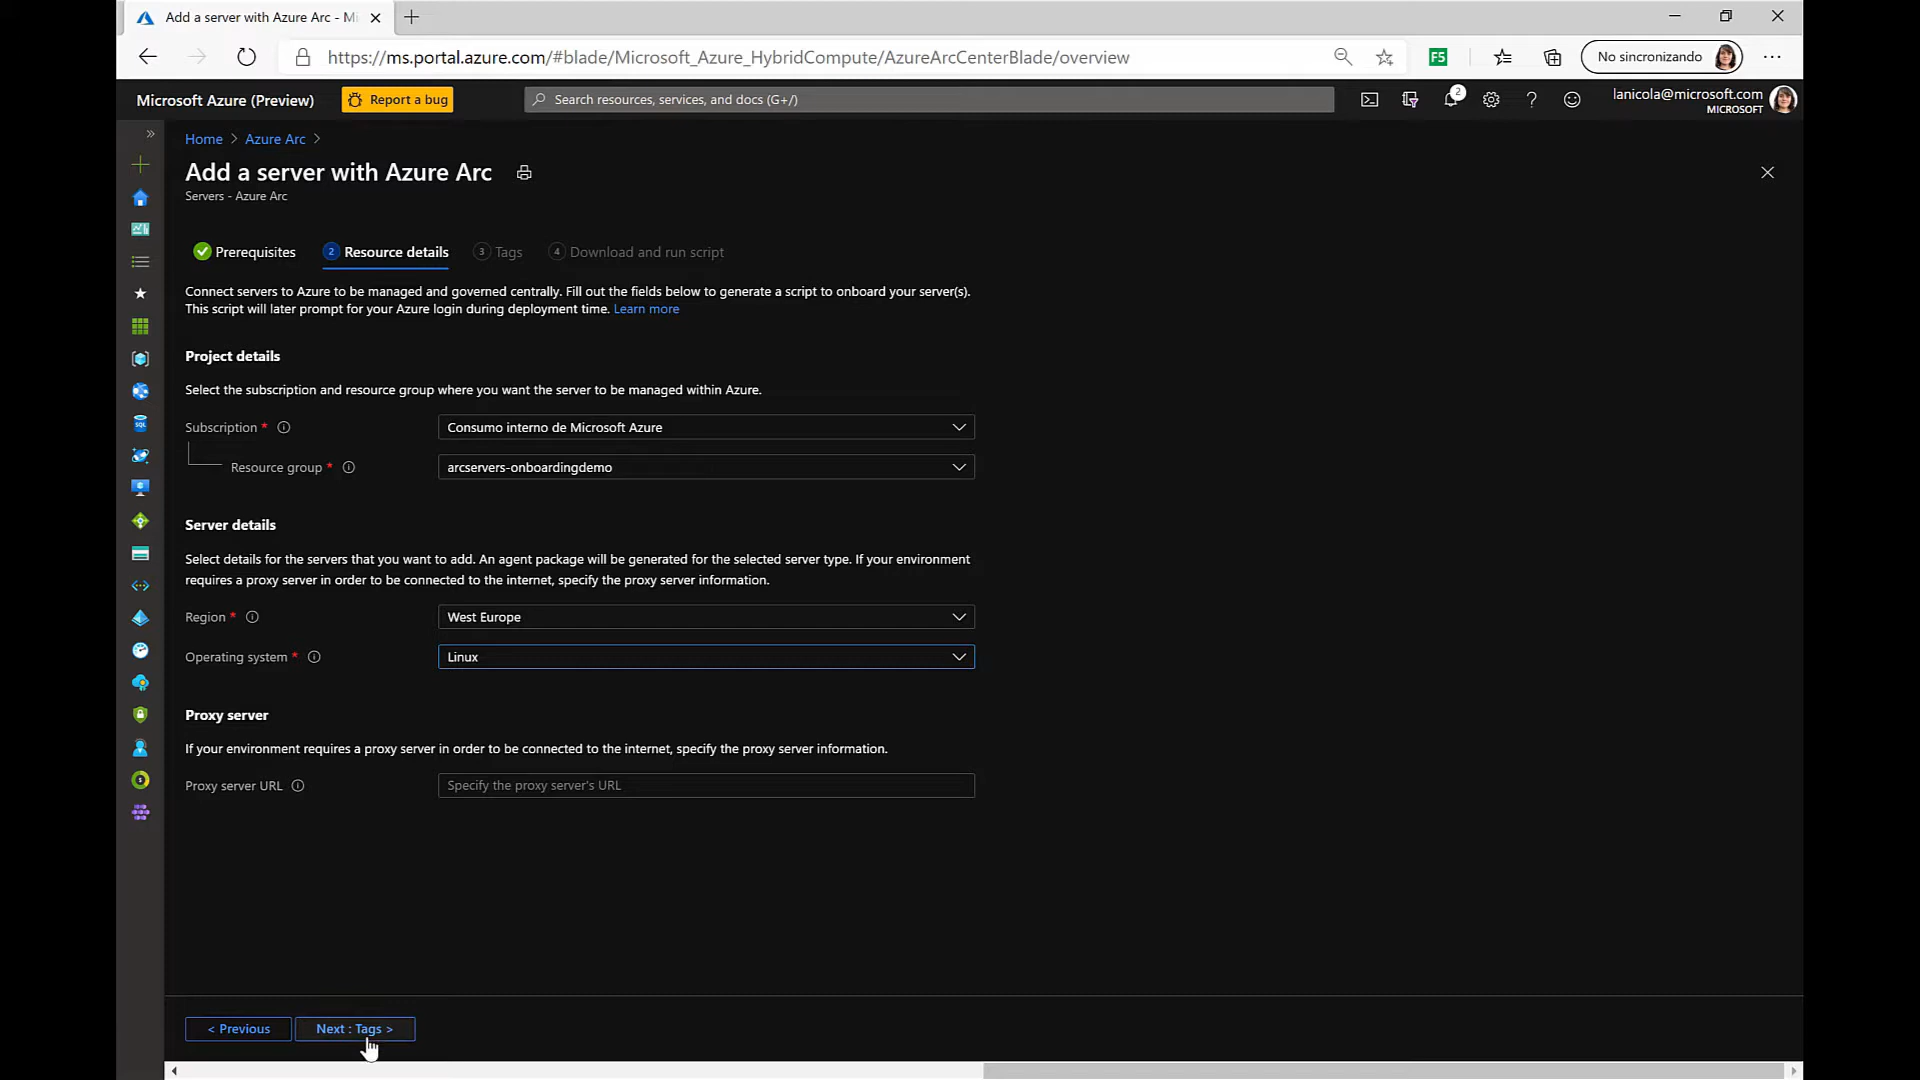 Add a server with Azure Arc - Mi
https://ms.portal.azure.com/#blade/Microsoft_Azure_HybridCompute/AzureArcCenterBlade/overview
F5
No sincronizando
Microsoft Azure (Preview)
Report a bug
Search resources, services, and docs (G+/)
2
lanicola@microsoft.com
MICROSOFT
Home > Azure Arc >
Add a server with Azure Arc
Servers - Azure Arc
Prerequisites
2 Resource details
3 Tags
4 Download and run script
Connect servers to Azure to be managed and governed centrally. Fill out the fields below to generate a script to onboard your server(s).
This script will later prompt for your Azure login during deployment time. Learn more
Project details
Select the subscription and resource group where you want the server to be managed within Azure.
Subscription *
Consumo interno de Microsoft Azure
Resource group *
arcservers-onboardingdemo
Server details
Select details for the servers that you want to add. An agent package will be generated for the selected server type. If your environment
requires a proxy server in order to be connected to the internet, specify the proxy server information.
Region *
West Europe
Operating system *
Linux
Proxy server
If your environment requires a proxy server in order to be connected to the internet, specify the proxy server information.
Proxy server URL
Specify the proxy server's URL
< Previous
Next : Tags >